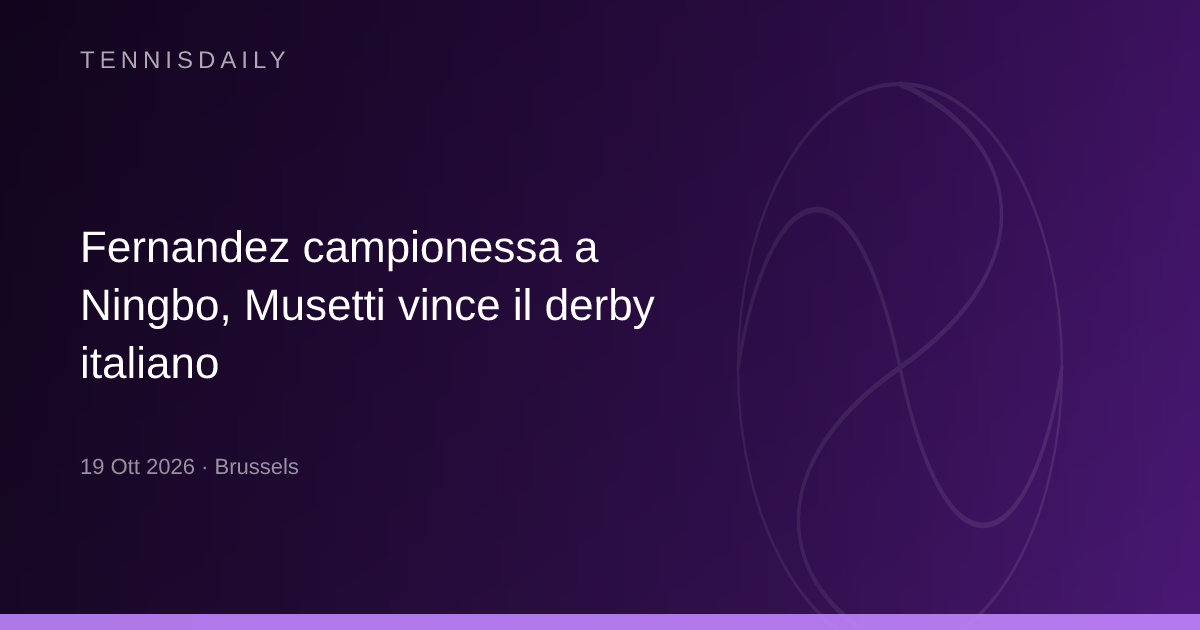 TENNISDAILY
Fernandez campionessa a
Ningbo, Musetti vince il derby
italiano
19 Ott 2026 · Brussels